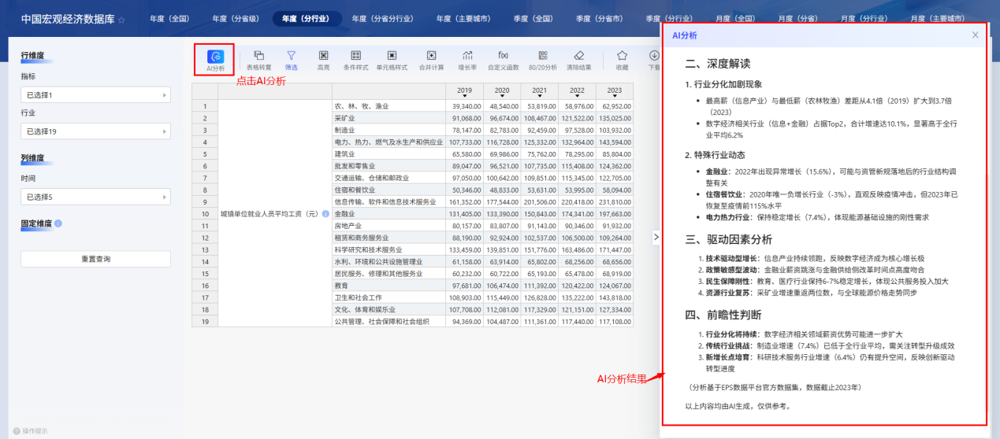 中国宏观经济数据库
年度（全国） 年度（分省级） 年度（分行业） 年度（分省分行业） 年度（主要城市） 季度（全国） 季度（分省市） 季度（分行业） 月度（全国） 月度（分省） 月度（分行业） 月度（主要城市）
行维度
指标
已选择1
行业
已选择19
列维度
时间
已选择5
固定维度
重置查询
操作提示
AI分析 表格转置 筛选 高亮 条件样式 单元格样式 合并计算 增长率 自定义函数 80/20分析 清除结果 收藏 下载
点击AI分析
2019 2020 2021 2022 2023
城镇单位就业人员平均工资（元）
1 农、林、牧、渔业 39,340.00 48,540.00 53,819.00 58,976.00 62,952.00
2 采矿业 91,068.00 96,674.00 108,467.00 121,522.00 135,025.00
3 制造业 78,147.00 82,783.00 92,459.00 97,528.00 103,932.00
4 电力、热力、燃气及水生产和供应业 107,733.00 116,728.00 125,332.00 132,964.00 143,594.00
5 建筑业 65,580.00 69,986.00 75,762.00 78,295.00 85,804.00
6 批发和零售业 89,047.00 96,521.00 107,735.00 115,408.00 124,362.00
7 交通运输、仓储和邮政业 97,050.00 100,642.00 109,851.00 115,345.00 122,705.00
8 住宿和餐饮业 50,346.00 48,833.00 53,631.00 53,995.00 58,094.00
9 信息传输、软件和信息技术服务业 161,352.00 177,544.00 201,506.00 220,418.00 231,810.00
10 金融业 131,405.00 133,390.00 150,843.00 174,341.00 197,663.00
11 房地产业 80,157.00 83,807.00 91,143.00 90,346.00 91,932.00
12 租赁和商务服务业 88,190.00 92,924.00 102,537.00 106,500.00 109,264.00
13 科学研究和技术服务业 133,459.00 139,851.00 151,776.00 163,486.00 171,447.00
14 水利、环境和公共设施管理业 61,158.00 63,914.00 65,802.00 68,256.00 68,656.00
15 居民服务、修理和其他服务业 60,232.00 60,722.00 65,193.00 65,478.00 68,919.00
16 教育 97,681.00 106,474.00 111,392.00 120,422.00 124,067.00
17 卫生和社会工作 108,903.00 115,449.00 126,828.00 135,222.00 143,818.00
18 文化、体育和娱乐业 107,708.00 112,081.00 117,329.00 121,151.00 127,334.00
19 公共管理、社会保障和社会组织 94,369.00 104,487.00 111,361.00 117,440.00 117,108.00
AI分析结果
AI分析
二、深度解读
1. 行业分化加剧现象
最高薪（信息产业）与最低薪（农林牧渔）差距从4.1倍（2019）扩大到3.7倍
（2023）
数字经济相关行业（信息+金融）占据Top2，合计增速达10.1%，显著高于全行
业平均6.2%
2. 特殊行业动态
金融业：2022年出现异常增长（15.6%），可能与资管新规落地后的行业结构调
整有关
住宿餐饮业：2020年唯一负增长行业（-3%），直观反映疫情冲击，但2023年已
恢复至疫情前115%水平
电力热力行业：保持稳定增长（7.4%），体现能源基础设施的刚性需求
三、驱动因素分析
1. 技术驱动型增长：信息产业持续领跑，反映数字经济成为核心增长极
2. 政策敏感型波动：金融业薪资跳涨与金融供给侧改革时间点高度吻合
3. 民生保障刚性：教育、医疗行业保持6-7%稳定增长，体现公共服务投入加大
4. 资源行业复苏：采矿业增速重返两位数，与全球能源价格走势同步
四、前瞻性判断
1. 行业分化将持续：数字经济相关领域薪资优势可能进一步扩大
2. 传统行业挑战：制造业增速（7.4%）已低于全行业平均，需关注转型升级成效
3. 新增长点培育：科研技术服务行业增速（6.4%）仍有提升空间，反映创新驱动
转型进度
（分析基于EPS数据平台官方数据集，数据截止2023年）
以上内容均由AI生成，仅供参考。